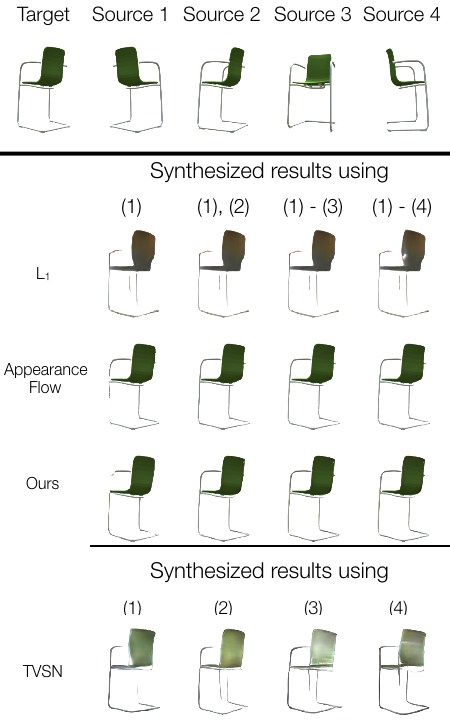 Target Source 1 Source 2 Source 3 Source 4
Synthesized results using
(1) (1), (2) (1) - (3) (1) - (4)
L₁
Appearance
Flow
Ours
Synthesized results using
(1) (2) (3) (4)
TVSN